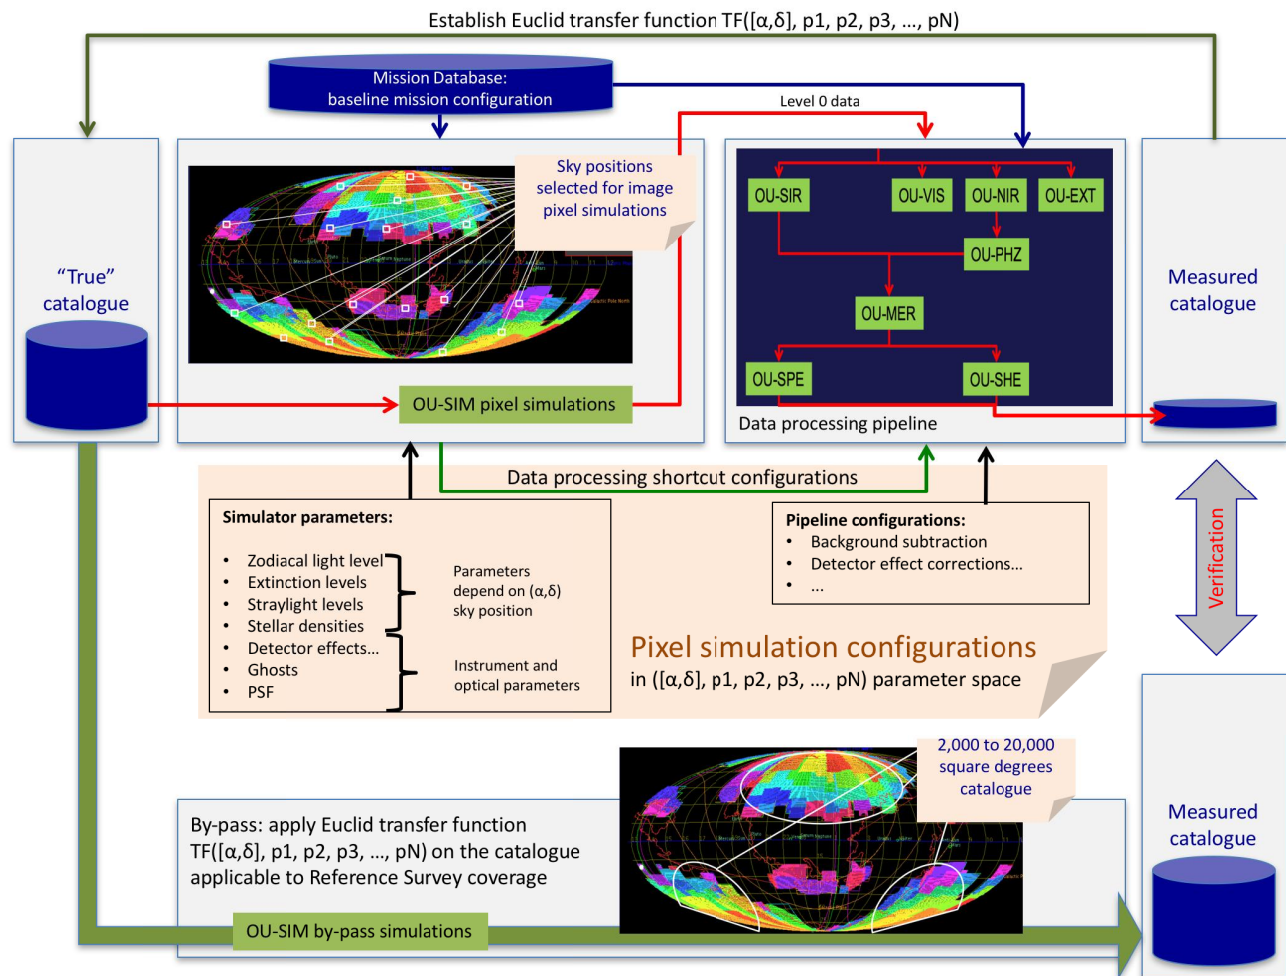 Establish Euclid transfer function TF([α,δ], p1, p2, p3, ..., pN)
Mission Database:
baseline mission configuration
Level 0 data
"True"
catalogue
Sky positions
selected for image
pixel simulations
OU-SIM pixel simulations
OU-SIR
OU-VIS
OU-NIR
OU-EXT
OU-PHZ
OU-MER
OU-SPE
OU-SHE
Data processing pipeline
Measured
catalogue
Data processing shortcut configurations
Simulator parameters:
• Zodiacal light level
• Extinction levels
• Straylight levels
• Stellar densities
• Detector effects...
• Ghosts
• PSF
Parameters
depend on (α,δ)
sky position
Instrument and
optical parameters
Pipeline configurations:
• Background subtraction
• Detector effect corrections...
• ...
Pixel simulation configurations
in ([α,δ], p1, p2, p3, ..., pN) parameter space
Verification
2,000 to 20,000
square degrees
catalogue
By-pass: apply Euclid transfer function
TF([α,δ], p1, p2, p3, ..., pN) on the catalogue
applicable to Reference Survey coverage
OU-SIM by-pass simulations
Measured
catalogue